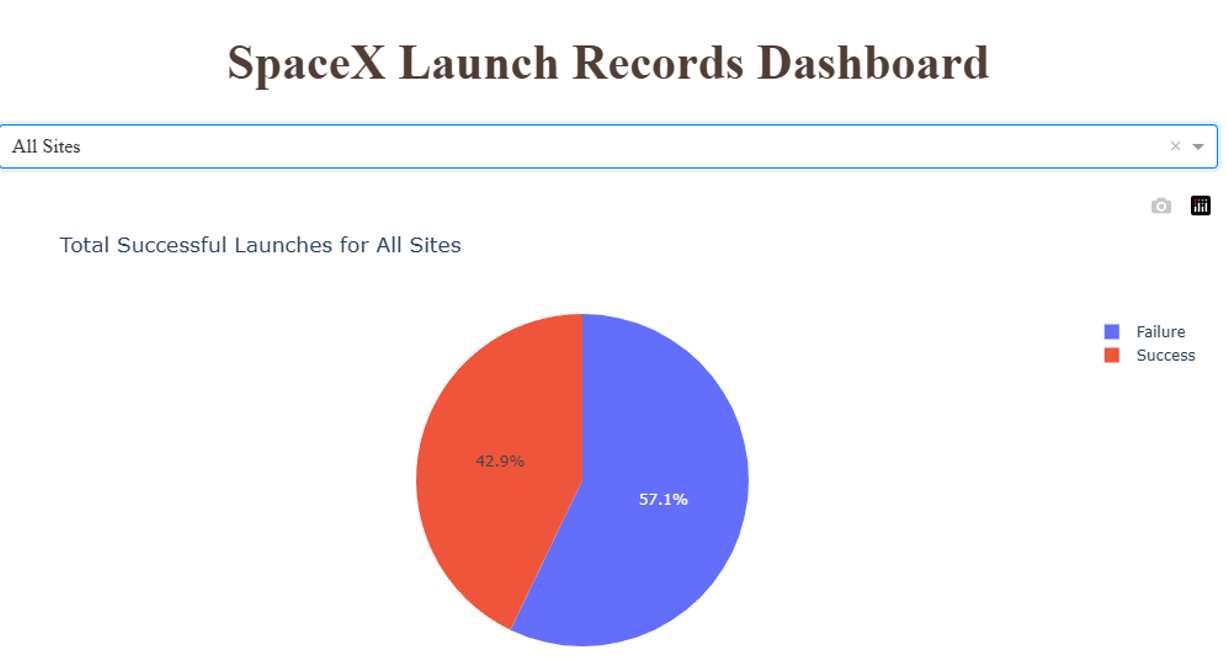 SpaceX Launch Records Dashboard
All Sites
Total Successful Launches for All Sites
Failure
Success
42.9%
57.1%